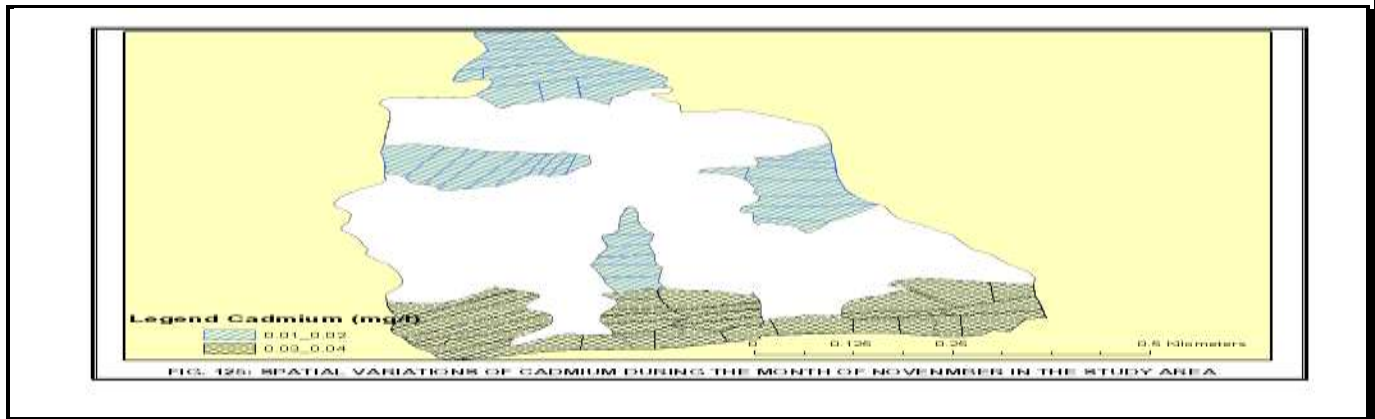 Legend Cadmium (mg/l)
0.01_0.02
0.03_0.04
0 0.125 0.25 0.5 Kilometers
FIG. 125: SPATIAL VARIATIONS OF CADMIUM DURING THE MONTH OF NOVENMBER IN THE STUDY AREA